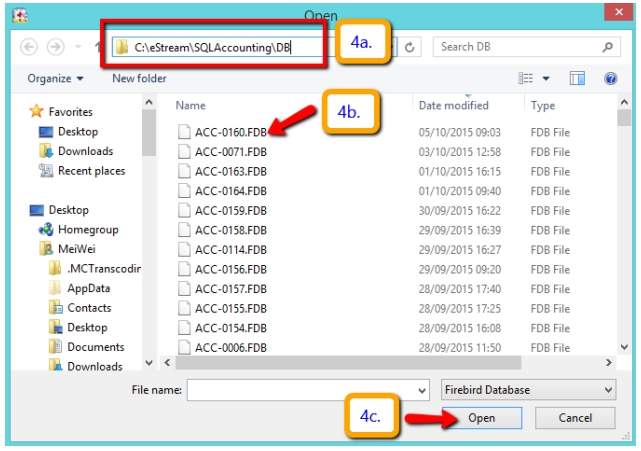 Open
C:\eStream\SQLAccounting\DB
4a.
Search DB
Organize
New folder
Name
Date modified
Type
4b.
Favorites
Desktop
Downloads
Recent places
Desktop
Homegroup
MeiWei
.MCTranscodir
AppData
Contacts
Desktop
Documents
Downloads
ACC-0160.FDB 05/10/2015 09:03 FDB File
ACC-0071.FDB 03/10/2015 12:58 FDB File
ACC-0163.FDB 01/10/2015 16:15 FDB File
ACC-0164.FDB 01/10/2015 09:40 FDB File
ACC-0159.FDB 30/09/2015 16:22 FDB File
ACC-0158.FDB 29/09/2015 16:39 FDB File
ACC-0114.FDB 29/09/2015 16:27 FDB File
ACC-0156.FDB 29/09/2015 09:20 FDB File
ACC-0157.FDB 28/09/2015 17:40 FDB File
ACC-0155.FDB 28/09/2015 17:25 FDB File
ACC-0154.FDB 28/09/2015 16:08 FDB File
ACC-0006.FDB 28/09/2015 11:50 FDB File
File name:
Firebird Database
4c.
Open
Cancel